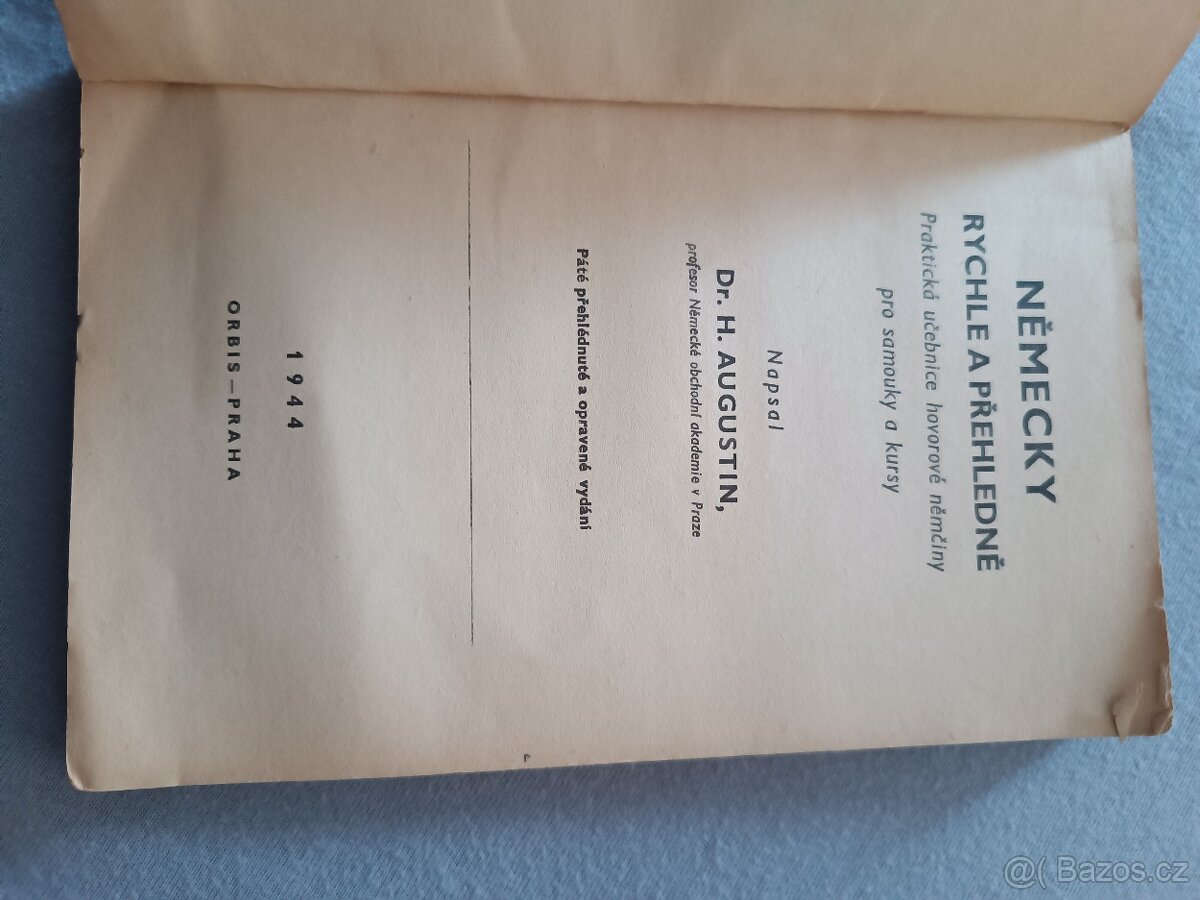 NĚMECKY
RYCHLE A PŘEHLEDNĚ
Praktická učebnice hovorové němčiny
pro samouky a kursy
Napsal
Dr. H. AUGUSTIN,
profesor Německé obchodní akademie v Praze
Páté přehlédnuté a opravené vydání
1944
ORBIS — PRAHA
@( Bazos.cz